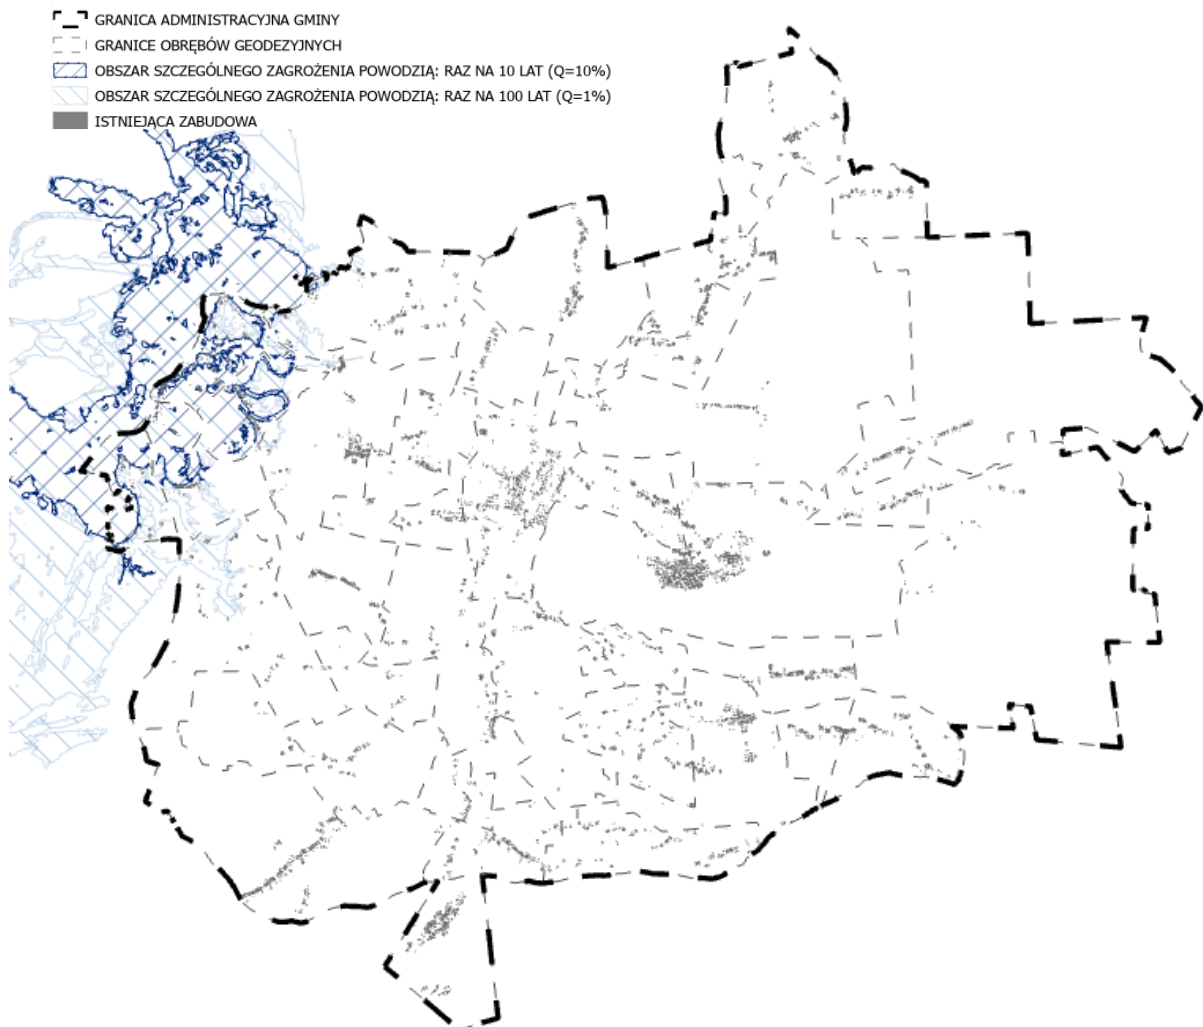 GRANICA ADMINISTRACYJNA GMINY
GRANICE OBRĘBÓW GEODEZYJNYCH
OBSZAR SZCZEGÓLNEGO ZAGROŻENIA POWODZIĄ: RAZ NA 10 LAT (Q=10%)
OBSZAR SZCZEGÓLNEGO ZAGROŻENIA POWODZIĄ: RAZ NA 100 LAT (Q=1%)
ISTNIEJĄCA ZABUDOWA